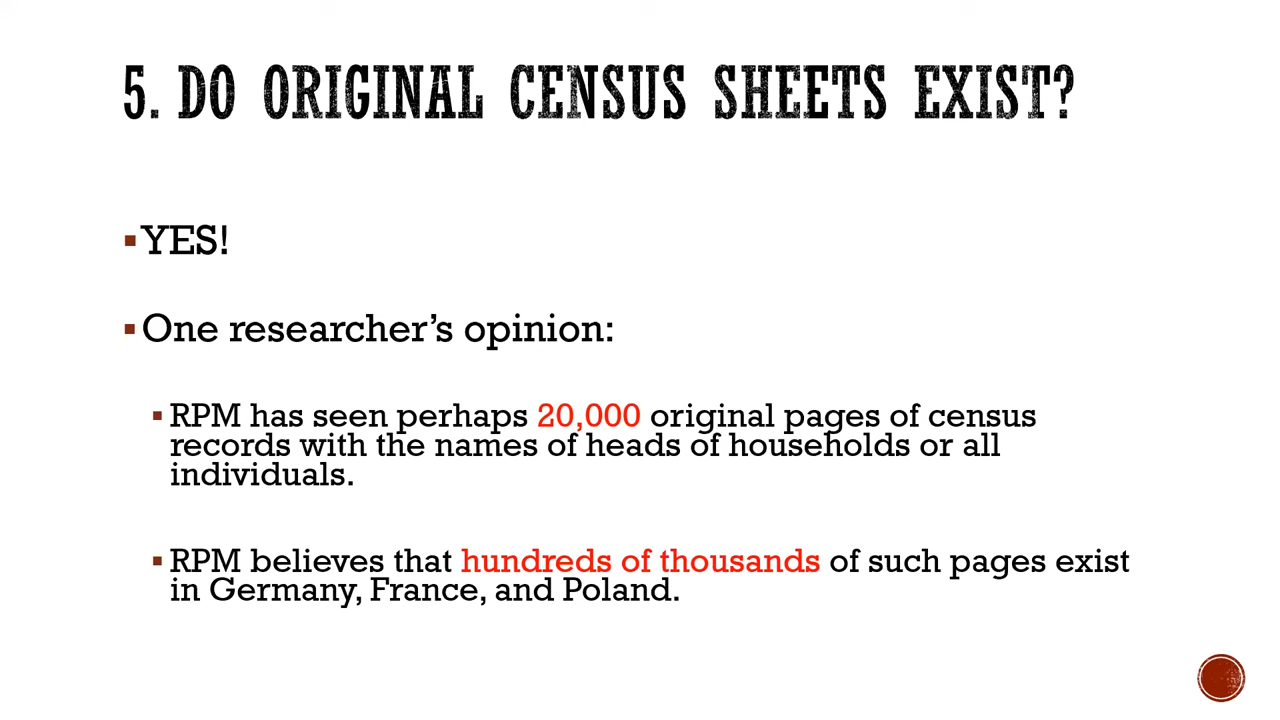 5. DO ORIGINAL CENSUS SHEETS EXIST?
▪YES!
▪One researcher’s opinion:
▪RPM has seen perhaps 20,000 original pages of census
records with the names of heads of households or all
individuals.
▪RPM believes that hundreds of thousands of such pages exist
in Germany, France, and Poland.